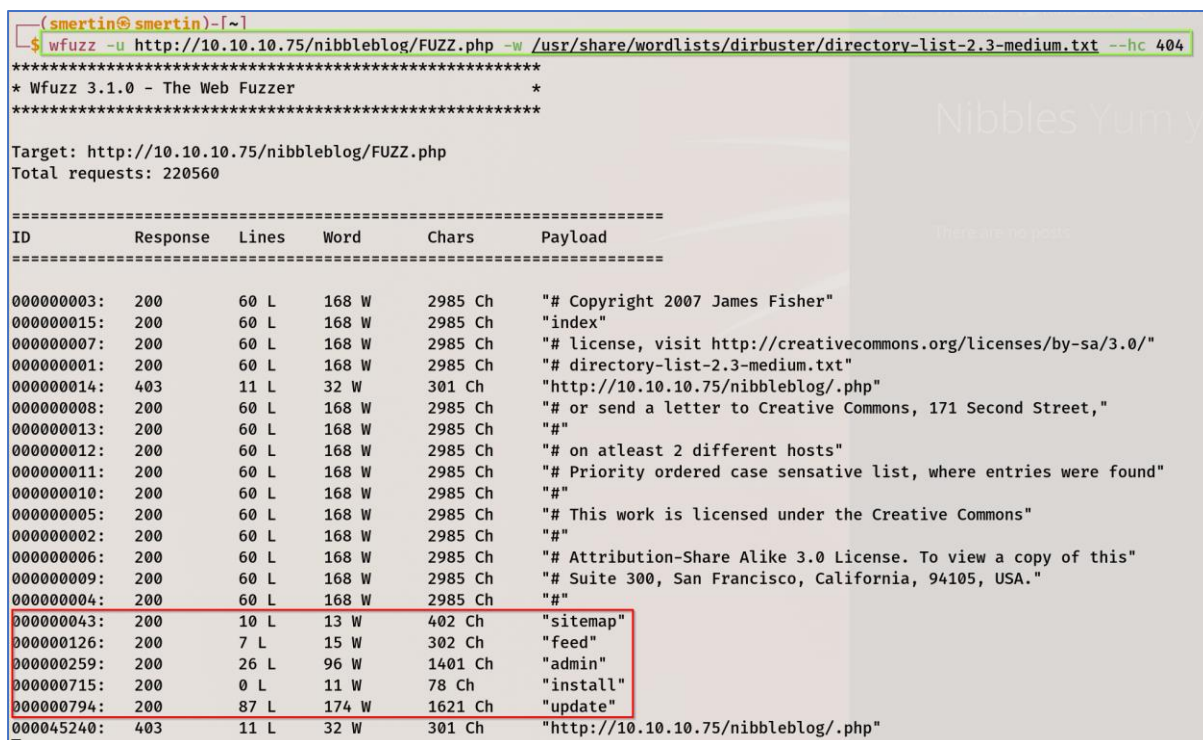 (smertin㉿smertin)-[~]
$ wfuzz -u http://10.10.10.75/nibbleblog/FUZZ.php -w /usr/share/wordlists/dirbuster/directory-list-2.3-medium.txt --hc 404
********************************************************
* Wfuzz 3.1.0 - The Web Fuzzer                         *
********************************************************
Nibbles Yum y
Target: http://10.10.10.75/nibbleblog/FUZZ.php
Total requests: 220560
=====================================================================
ID           Response   Lines    Word       Chars       Payload
There are no posts
=====================================================================
000000003:   200        60 L     168 W      2985 Ch     "# Copyright 2007 James Fisher"
000000015:   200        60 L     168 W      2985 Ch     "index"
000000007:   200        60 L     168 W      2985 Ch     "# license, visit http://creativecommons.org/licenses/by-sa/3.0/"
000000001:   200        60 L     168 W      2985 Ch     "# directory-list-2.3-medium.txt"
000000014:   403        11 L     32 W       301 Ch      "http://10.10.10.75/nibbleblog/.php"
000000008:   200        60 L     168 W      2985 Ch     "# or send a letter to Creative Commons, 171 Second Street,"
000000013:   200        60 L     168 W      2985 Ch     "#"
000000012:   200        60 L     168 W      2985 Ch     "# on atleast 2 different hosts"
000000011:   200        60 L     168 W      2985 Ch     "# Priority ordered case sensative list, where entries were found"
000000010:   200        60 L     168 W      2985 Ch     "#"
000000005:   200        60 L     168 W      2985 Ch     "# This work is licensed under the Creative Commons"
000000002:   200        60 L     168 W      2985 Ch     "#"
000000006:   200        60 L     168 W      2985 Ch     "# Attribution-Share Alike 3.0 License. To view a copy of this"
000000009:   200        60 L     168 W      2985 Ch     "# Suite 300, San Francisco, California, 94105, USA."
000000004:   200        60 L     168 W      2985 Ch     "#"
000000043:   200        10 L     13 W       402 Ch      "sitemap"
000000126:   200        7 L      15 W       302 Ch      "feed"
000000259:   200        26 L     96 W       1401 Ch     "admin"
000000715:   200        0 L      11 W       78 Ch       "install"
000000794:   200        87 L     174 W      1621 Ch     "update"
000045240:   403        11 L     32 W       301 Ch      "http://10.10.10.75/nibbleblog/.php"